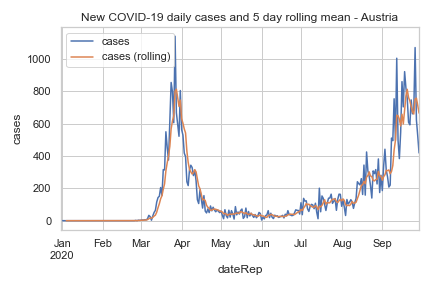 New COVID-19 daily cases and 5 day rolling mean - Austria
cases
cases (rolling)
1000
800
600
400
200
0
cases
Jan Feb Mar Apr May Jun Jul Aug Sep
2020
dateRep